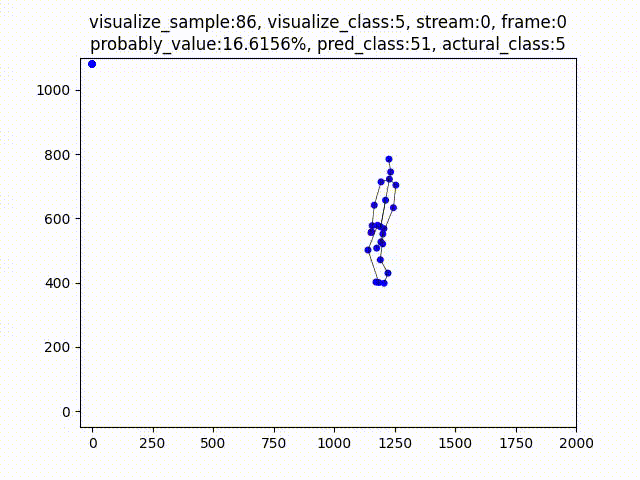 visualize_sample:86, visualize_class:5, stream:0, frame:0
probably_value:16.6156%, pred_class:51, actural_class:5
1000
800
600
400
200
0
0 250 500 750 1000 1250 1500 1750 2000